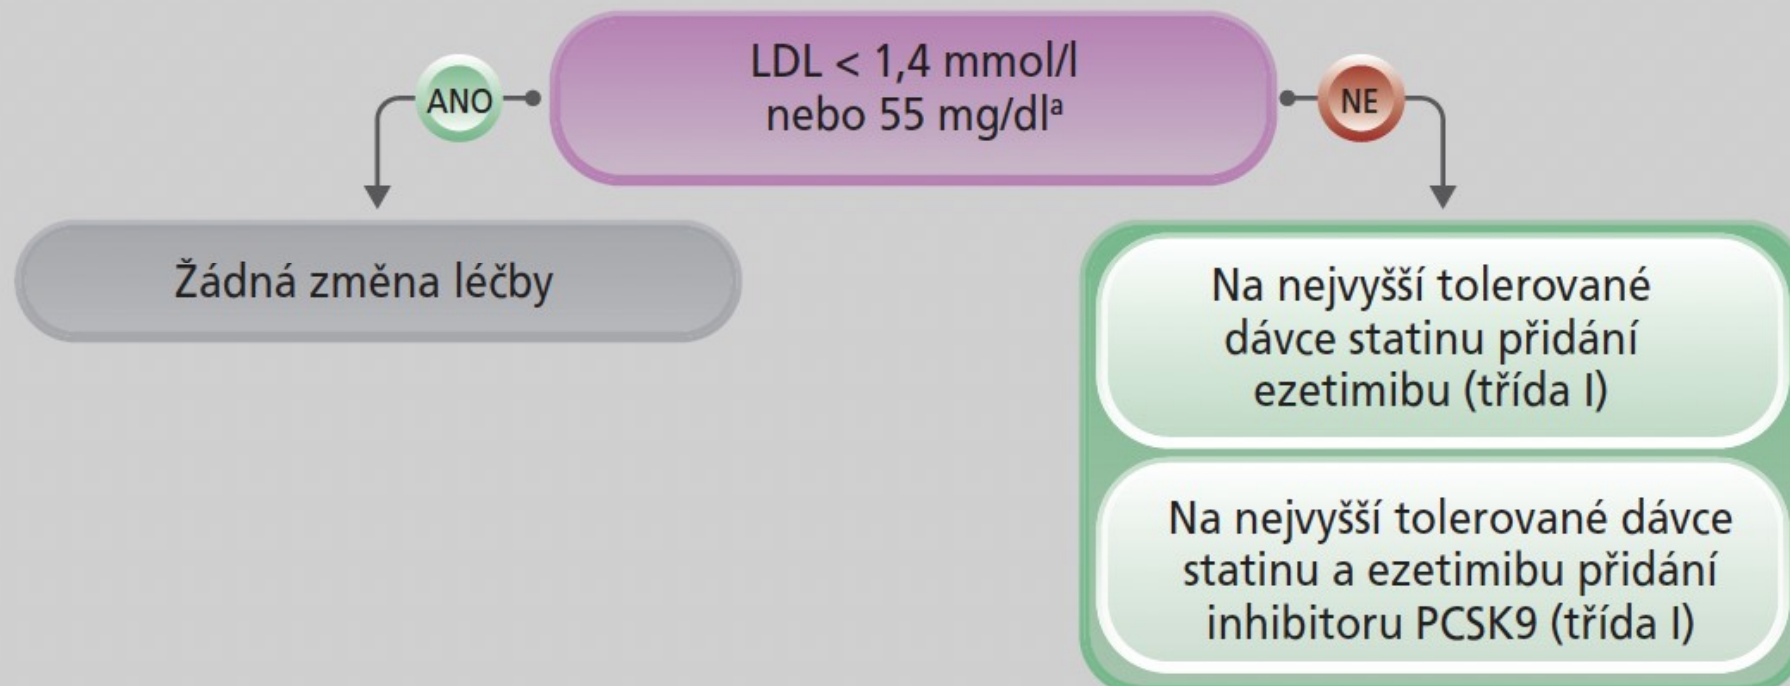 LDL < 1,4 mmol/l
nebo 55 mg/dlᵃ
ANO
NE
Žádná změna léčby
Na nejvyšší tolerované
dávce statinu přidání
ezetimibu (třída I)
Na nejvyšší tolerované dávce
statinu a ezetimibu přidání
inhibitoru PCSK9 (třída I)